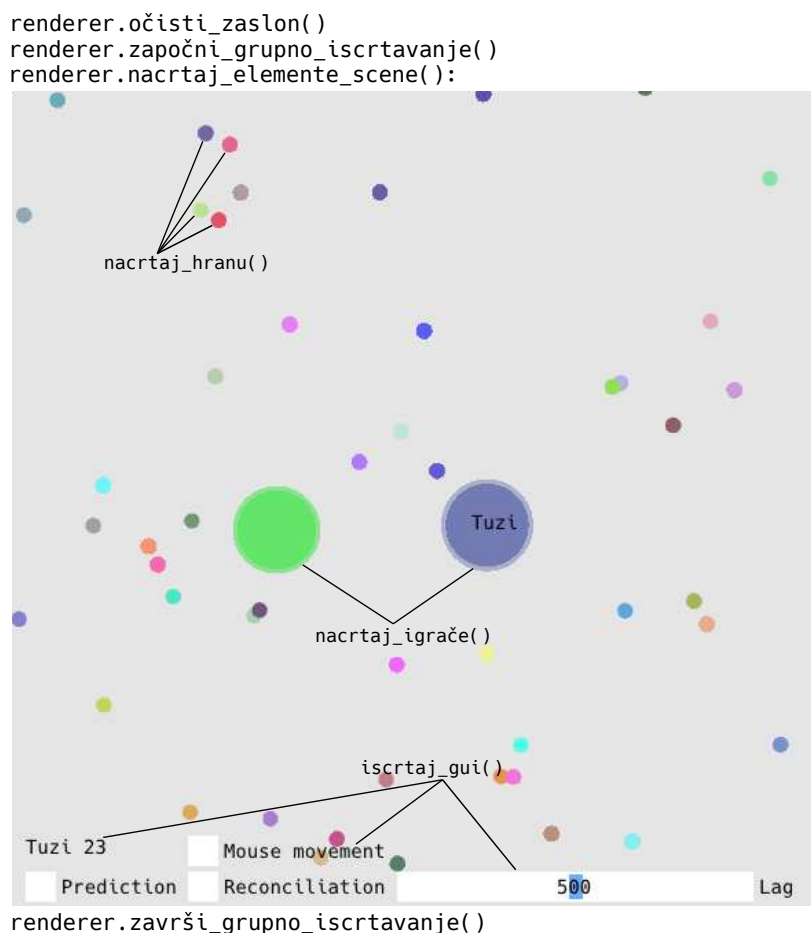 renderer.očisti_zaslon()
renderer.započni_grupno_iscrtavanje()
renderer.nacrtaj_elemente_scene():
nacrtaj_hranu()
Tuzi
nacrtaj_igrače()
iscrtaj_gui()
Tuzi 23
Mouse movement
Prediction
Reconciliation
500
Lag
renderer.završi_grupno_iscrtavanje()